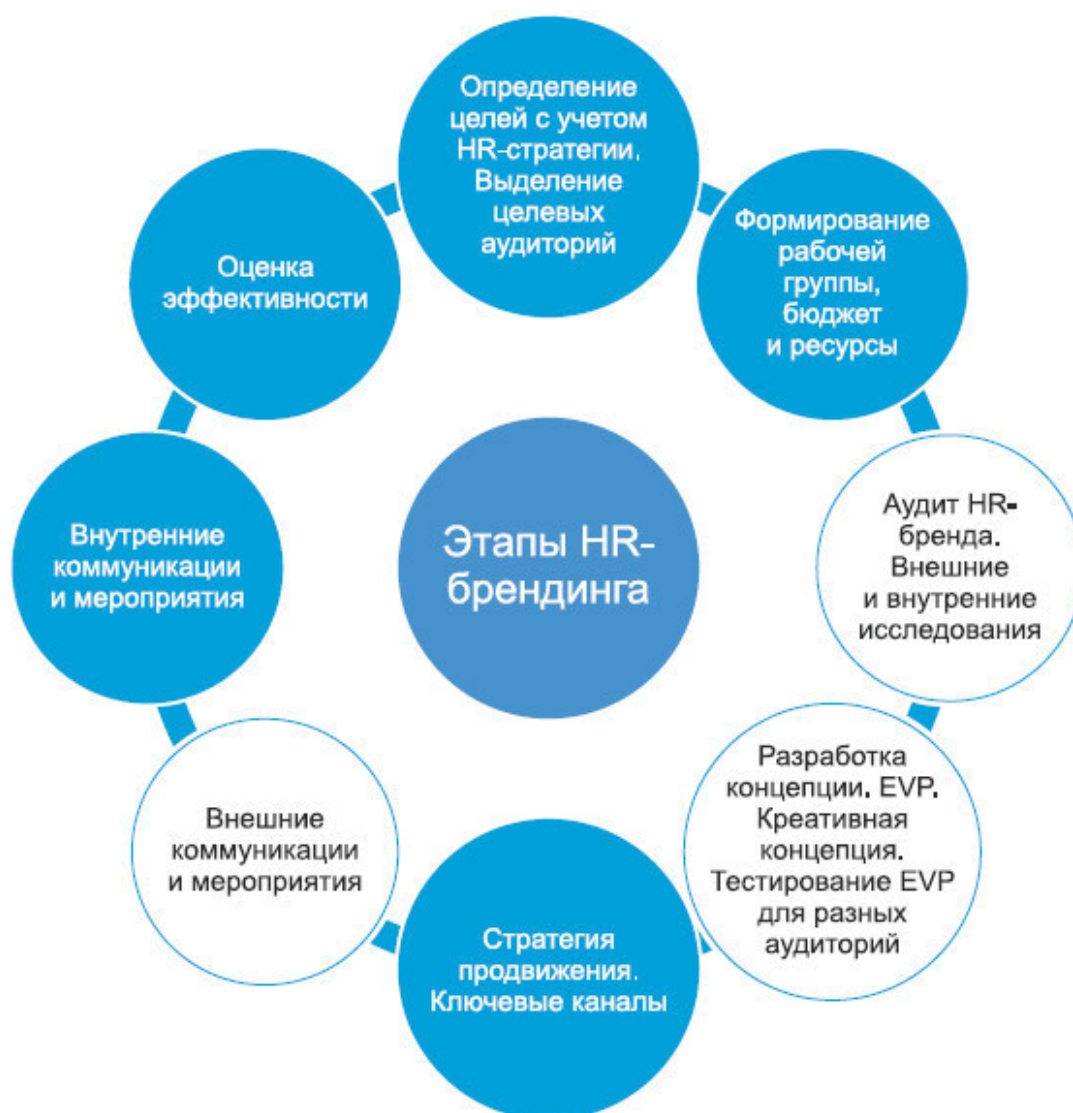 Определение
целей с учетом
HR-стратегии.
Выделение
целевых
аудиторий
Формирование
рабочей
группы,
бюджет
и ресурсы
Аудит HR-
бренда.
Внешние
и внутренние
исследования
Разработка
концепции. EVP.
Креативная
концепция.
Тестирование EVP
для разных
аудиторий
Стратегия
продвижения.
Ключевые каналы
Внешние
коммуникации
и мероприятия
Внутренние
коммуникации
и мероприятия
Оценка
эффективности
Этапы HR-
брендинга